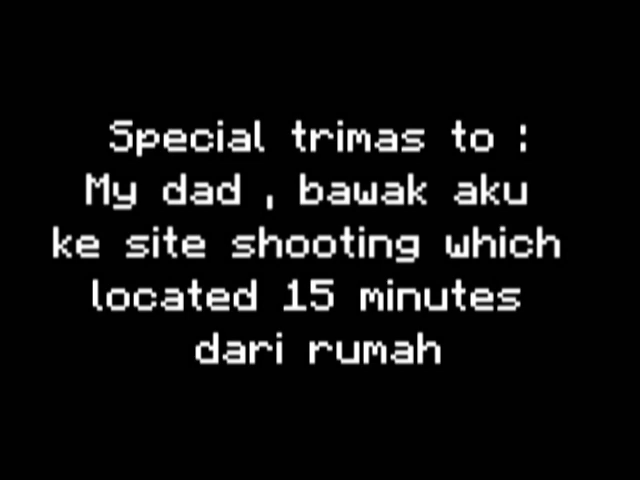 Special trimas to :
My dad , bawak aku
ke site shooting which
located 15 minutes
dari rumah